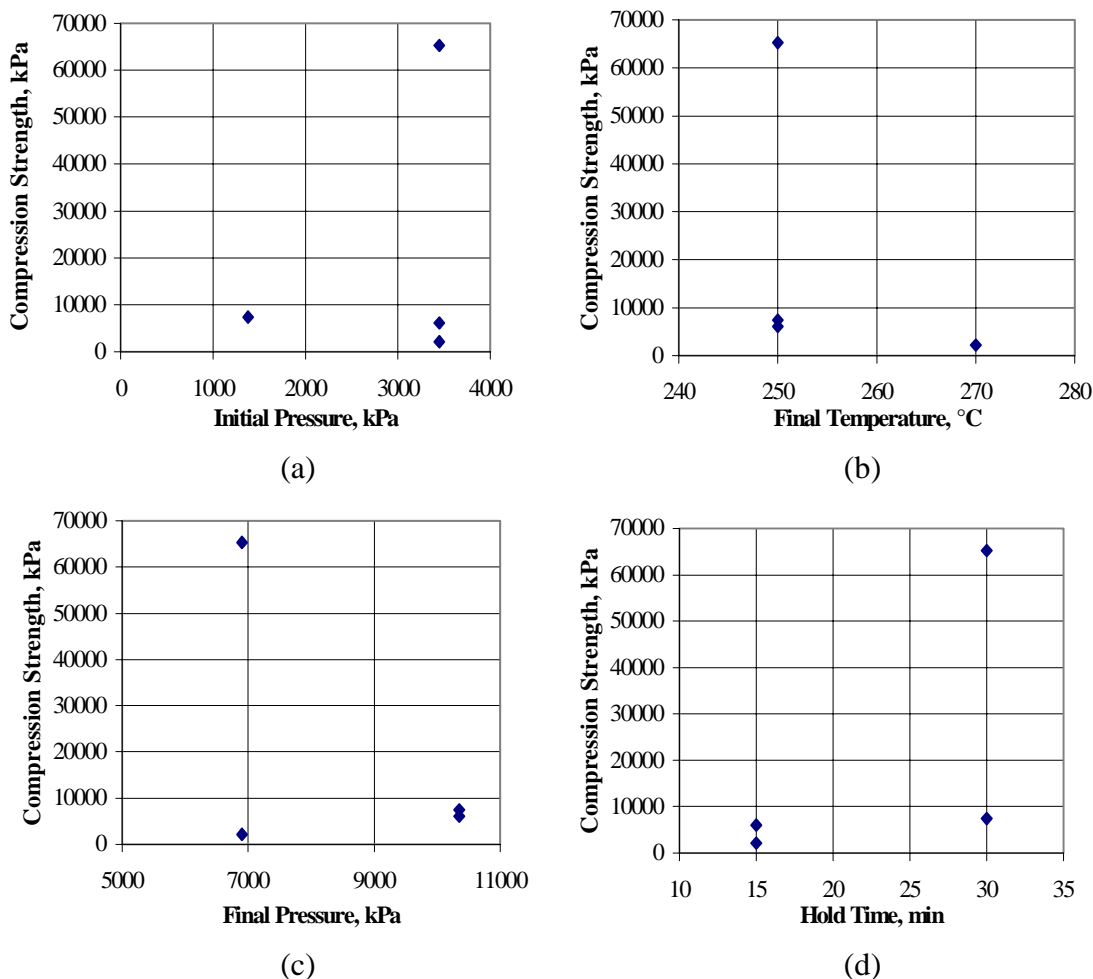 Compression Strength, kPa
70000
60000
50000
40000
30000
20000
10000
0
0 1000 2000 3000 4000
Initial Pressure, kPa
(a)
Compression Strength, kPa
70000
60000
50000
40000
30000
20000
10000
0
240 250 260 270 280
Final Temperature, °C
(b)
Compression Strength, kPa
70000
60000
50000
40000
30000
20000
10000
0
5000 7000 9000 11000
Final Pressure, kPa
(c)
Compression Strength, kPa
70000
60000
50000
40000
30000
20000
10000
0
10 15 20 25 30 35
Hold Time, min
(d)